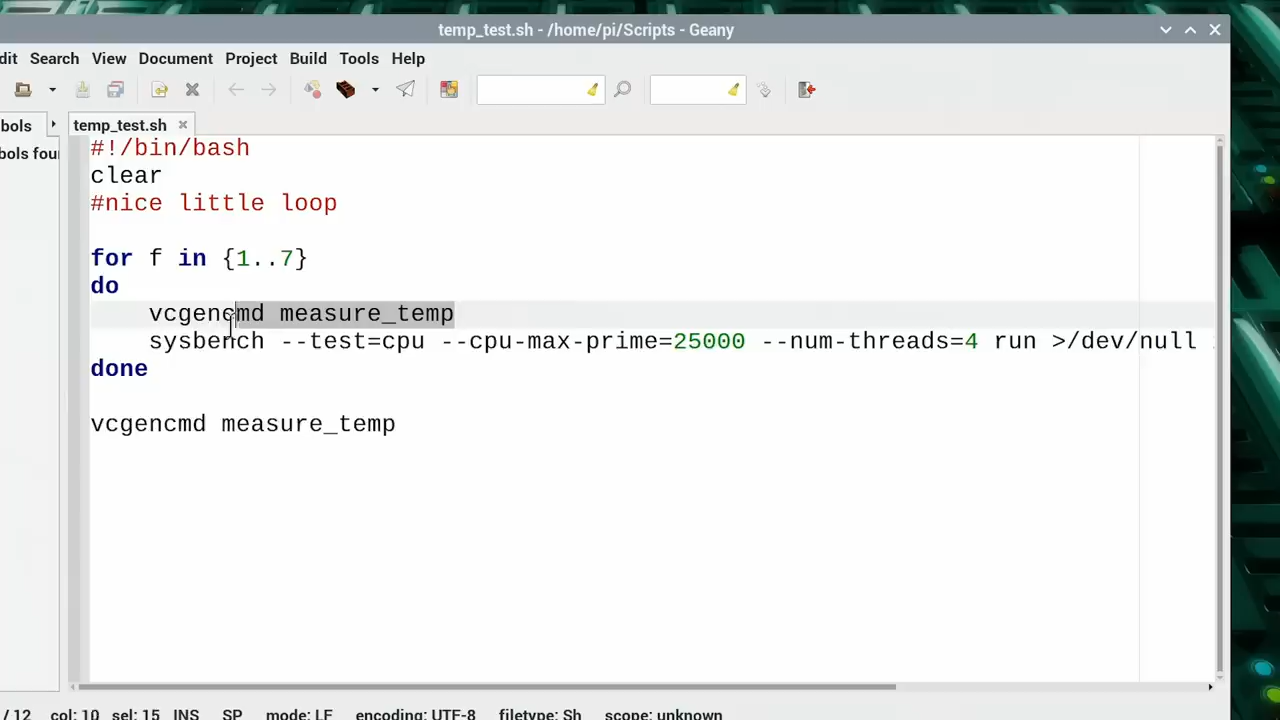 temp_test.sh - /home/pi/Scripts - Geany
dit Search View Document Project Build Tools Help
bols temp_test.sh
bols foun
#!/bin/bash
clear
#nice little loop
for f in {1..7}
do
vcgencmd measure_temp
sysbench --test=cpu --cpu-max-prime=25000 --num-threads=4 run >/dev/null
done
vcgencmd measure_temp
/ 12 col: 10 sel: 15 INS SP mode: LF encoding: UTF-8 filetype: Sh scope: unknown